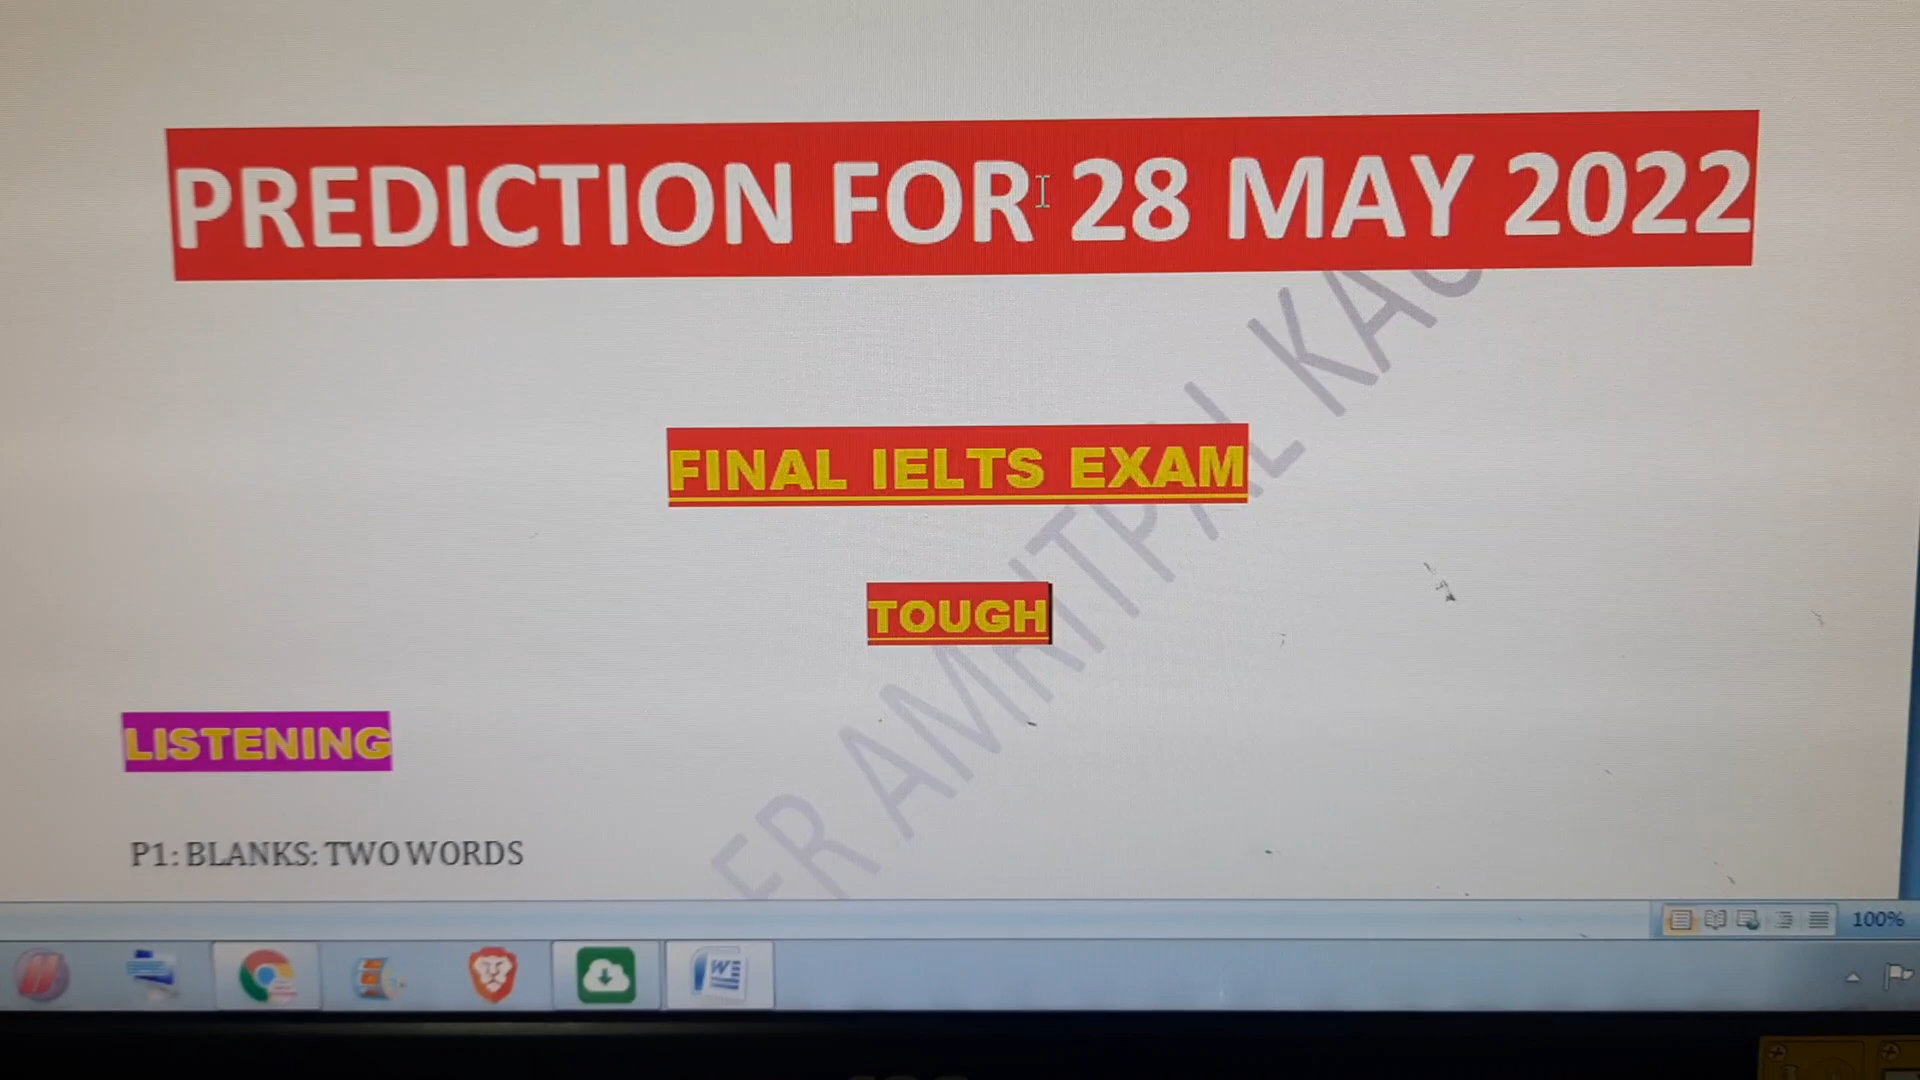 PREDICTION FOR 28 MAY 2022
FINAL IELTS EXAM
TOUGH
LISTENING
P1: BLANKS: TWO WORDS
100%